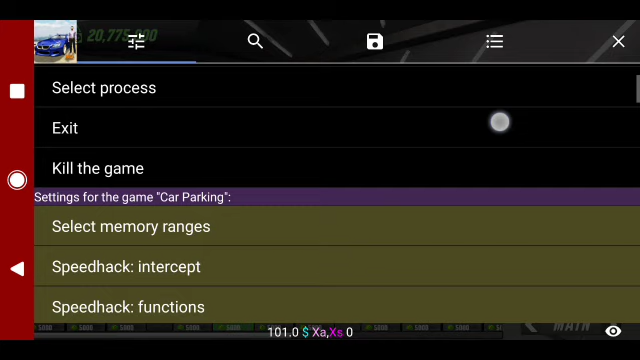 20,775,000
Select process
Exit
Kill the game
Settings for the game "Car Parking":
Select memory ranges
Speedhack: intercept
Speedhack: functions
MAIN
101.0 $ Xa,Xs 0